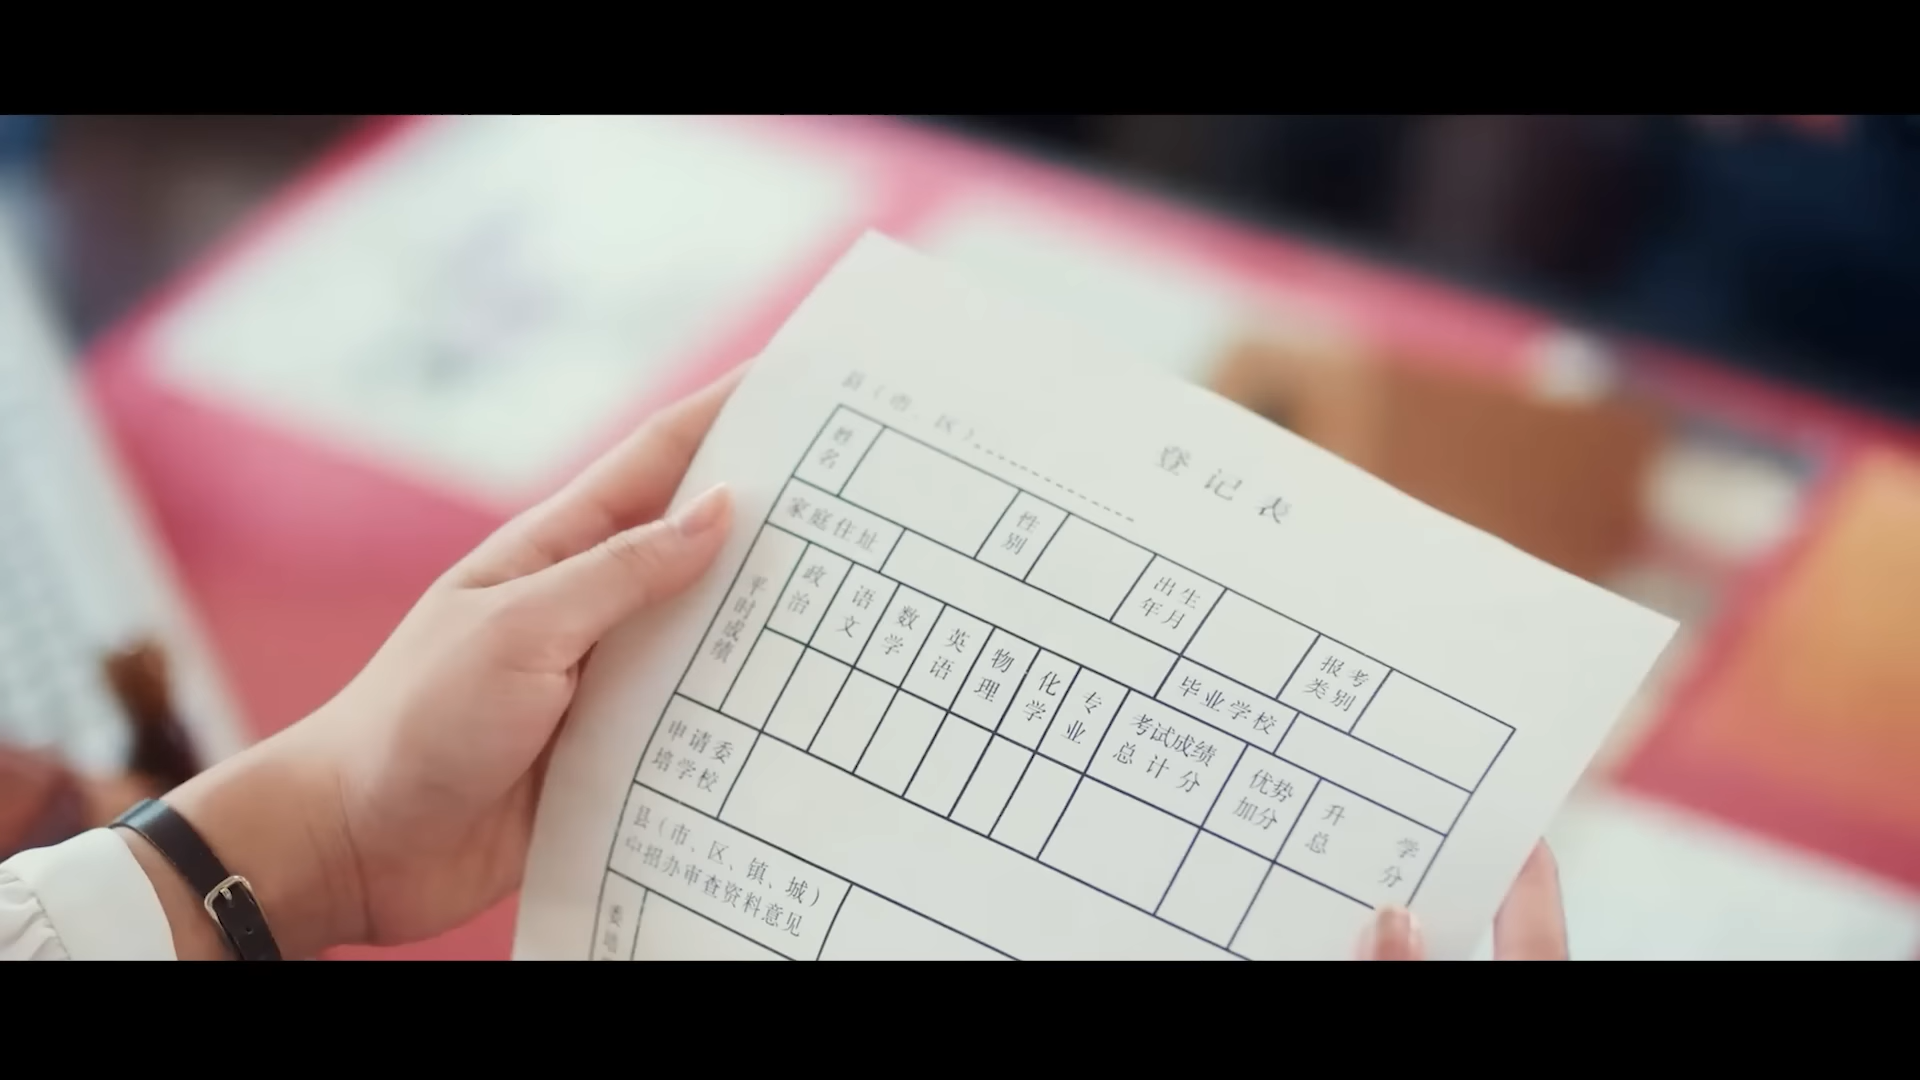 登记表
县（市、区）
姓名
性别
出生年月
报考类别
家庭住址
毕业学校
平时成绩
政治
语文
数学
英语
物理
化学
专业
考试成绩
总计分
优势加分
升学总分
申请委培学校
县（市、区、镇、城）
中招办审查资料意见
委培